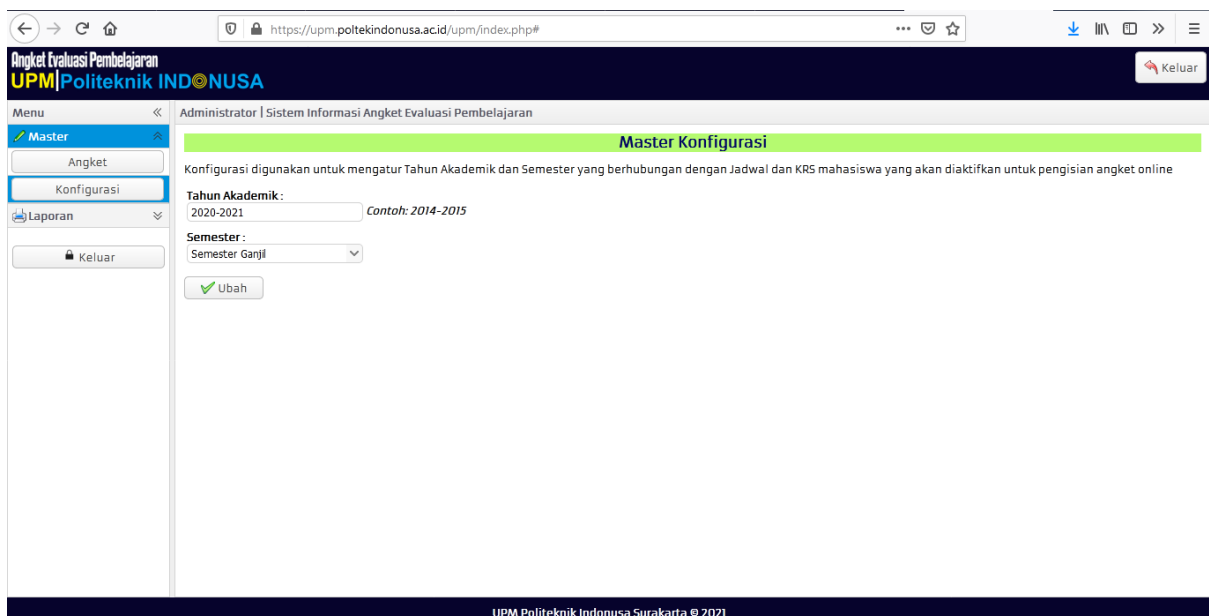 https://upm.poltekindonusa.ac.id/upm/index.php#
Angket Evaluasi Pembelajaran
UPM|Politeknik INDONUSA
Keluar
Menu
Administrator | Sistem Informasi Angket Evaluasi Pembelajaran
Master
Angket
Konfigurasi
Laporan
Keluar
Master Konfigurasi
Konfigurasi digunakan untuk mengatur Tahun Akademik dan Semester yang berhubungan dengan Jadwal dan KRS mahasiswa yang akan diaktifkan untuk pengisian angket online
Tahun Akademik :
2020-2021 Contoh: 2014-2015
Semester :
Semester Ganjil
Ubah
UPM Politeknik Indonusa Surakarta © 2021